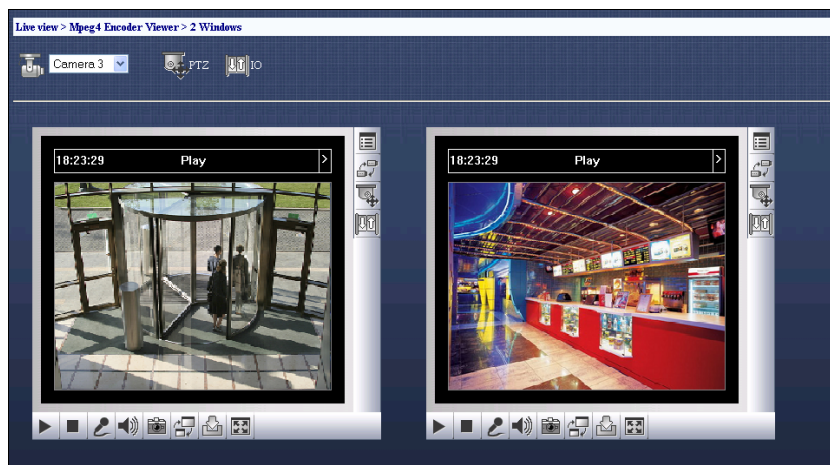 Live view > Mpeg4 Encoder Viewer > 2 Windows
Camera 3 PTZ IO
18:23:29 Play >
18:23:29 Play >